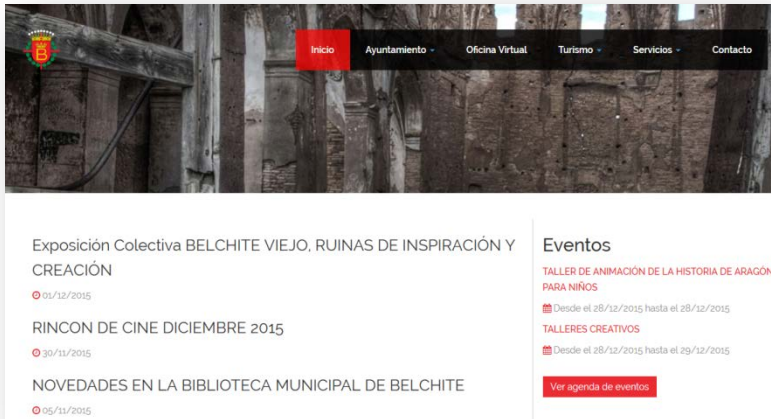 B
Inicio Ayuntamiento Oficina Virtual Turismo Servicios Contacto
Exposición Colectiva BELCHITE VIEJO, RUINAS DE INSPIRACIÓN Y
CREACIÓN
01/12/2015
RINCON DE CINE DICIEMBRE 2015
30/11/2015
NOVEDADES EN LA BIBLIOTECA MUNICIPAL DE BELCHITE
05/11/2015
Eventos
TALLER DE ANIMACIÓN DE LA HISTORIA DE ARAGÓN
PARA NIÑOS
Desde el 28/12/2015 hasta el 28/12/2015
TALLERES CREATIVOS
Desde el 28/12/2015 hasta el 29/12/2015
Ver agenda de eventos